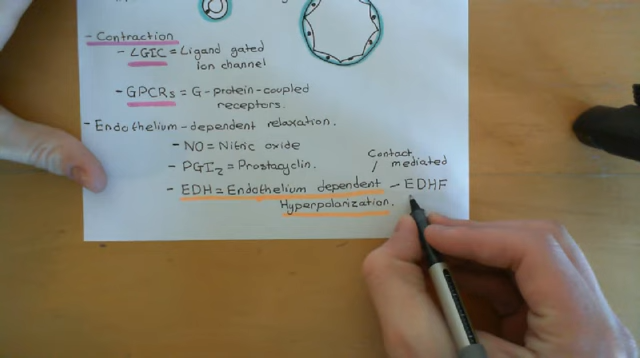 - Contraction
- LGIC = Ligand gated
Ion channel
- GPCRs = G-protein-coupled
receptors.
- Endothelium-dependent relaxation.
- NO = Nitric oxide
- PGI2 = Prostacyclin.
Contact
/ mediated
- EDH = Endothelium dependent - EDHF
Hyperpolarization.